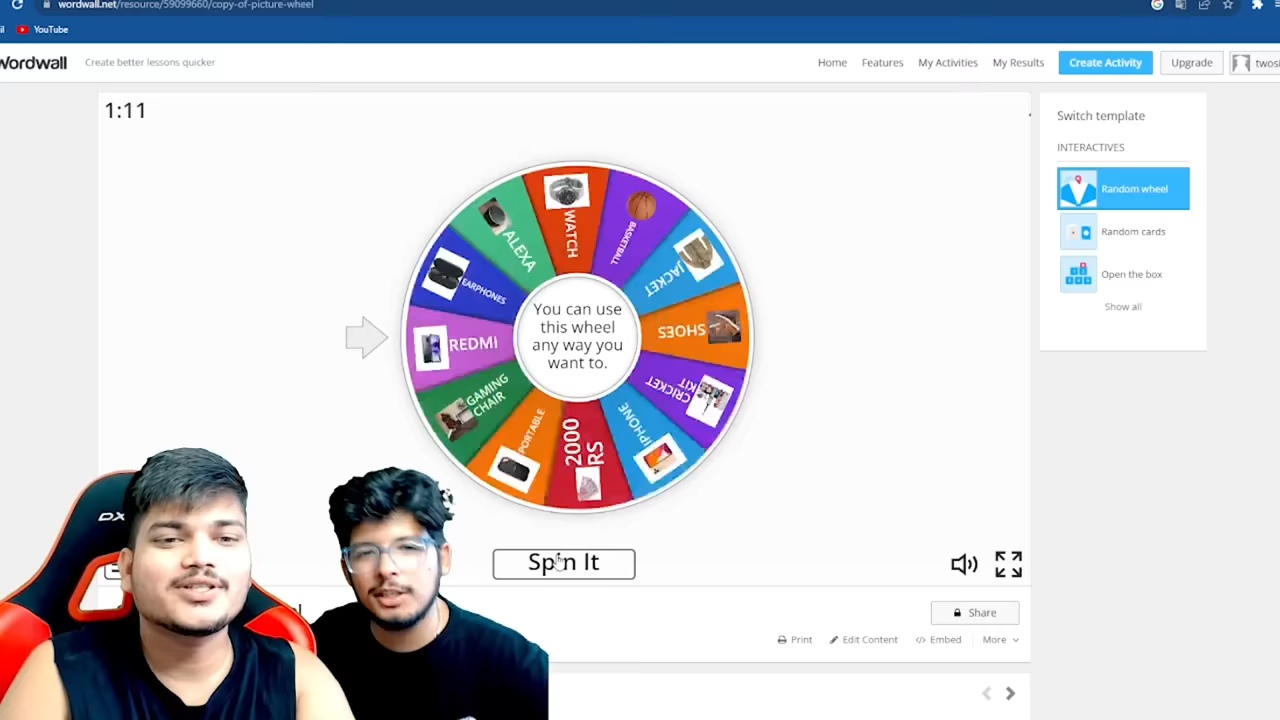 wordwall.net/resource/59099660/copy-of-picture-wheel
YouTube
Wordwall
Create better lessons quicker
Home
Features
My Activities
My Results
Create Activity
Upgrade
twosi
1:11
WATCH
BASKETBALL
JACKET
SHOES
CRICKET
KIT
IPHONE
2000
RS
PORTABLE
GAMING
CHAIR
REDMI
EARPHONES
ALEXA
You can use
this wheel
any way you
want to.
Spin It
Switch template
INTERACTIVES
Random wheel
Random cards
Open the box
Show all
DX
Share
Print
Edit Content
Embed
More